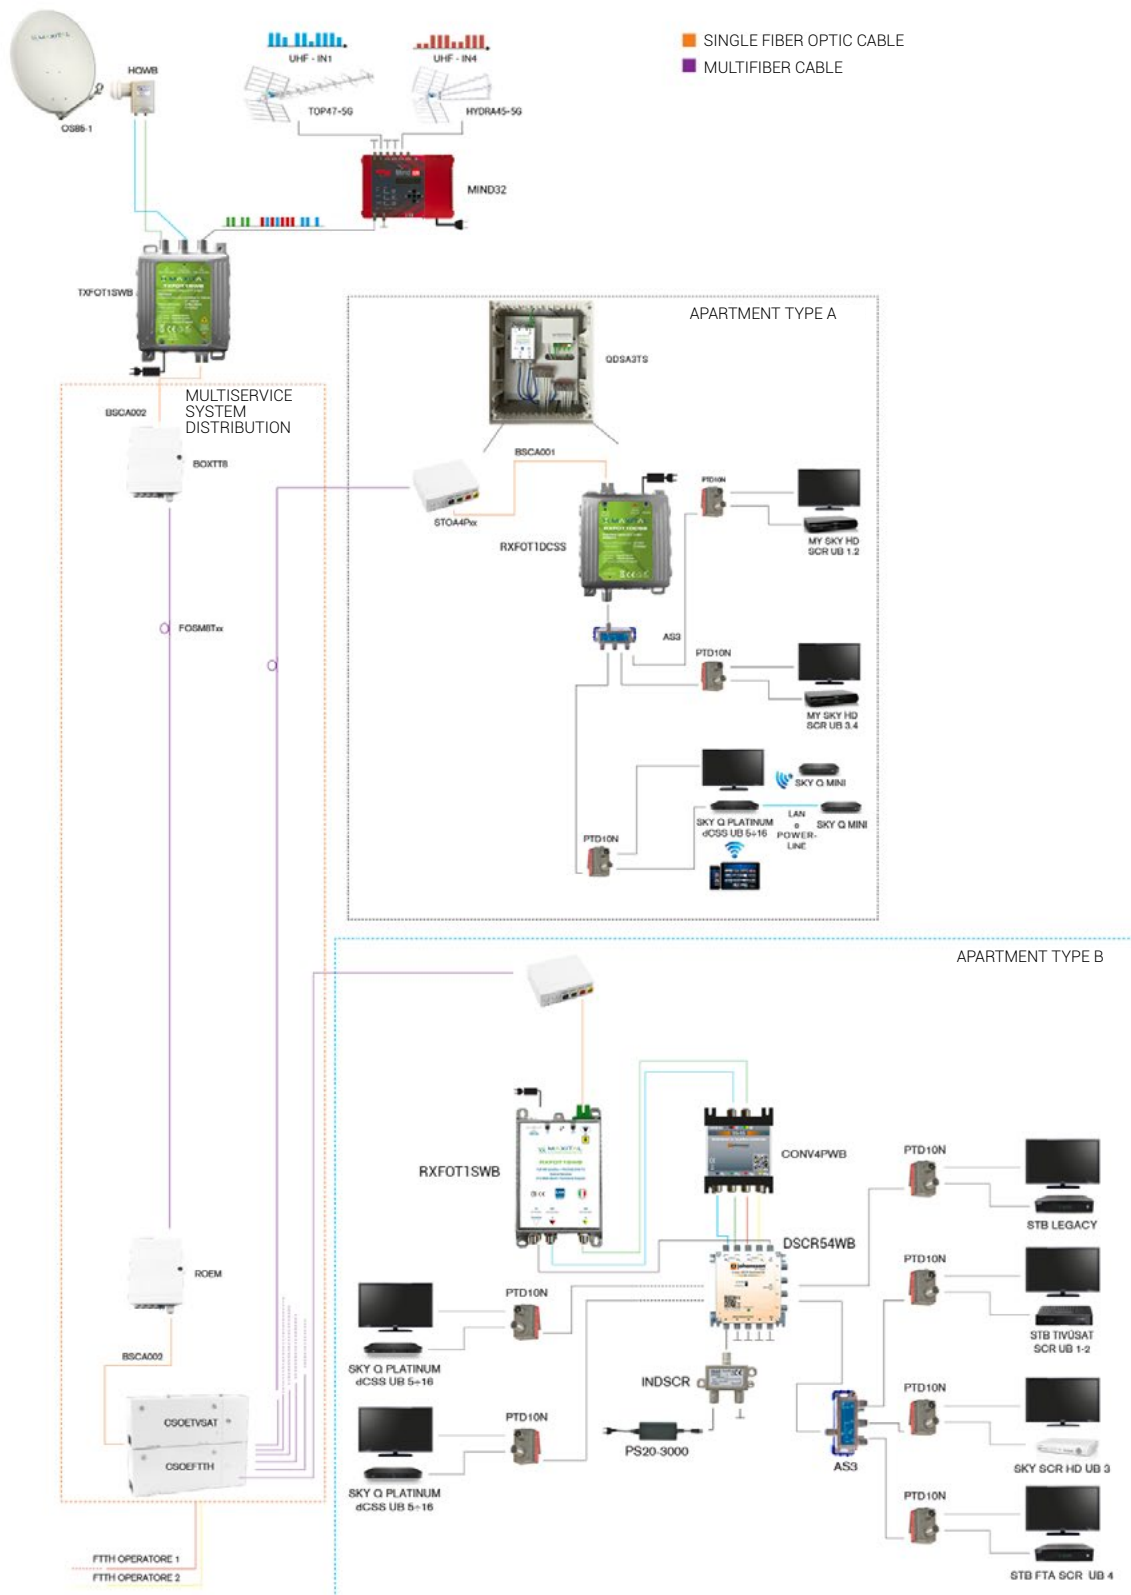 SINGLE FIBER OPTIC CABLE
MULTIFIBER CABLE
UHF - IN1
UHF - IN4
HQWB
OS85-1
TOP47-5G
HYDRA45-5G
MIND32
TXFOT1SWB
MULTISERVICE
SYSTEM
DISTRIBUTION
BSCA002
BOXTT8
FOSM8Txx
ROEM
BSCA002
CSOETVSAT
CSOEFTTH
FTTH OPERATORE 1
FTTH OPERATORE 2
APARTMENT TYPE A
QDSA3TS
BSCA001
STOA4Pxx
RXFOT1DCSS
PTD10N
MY SKY HD
SCR UB 1.2
AS3
PTD10N
MY SKY HD
SCR UB 3.4
PTD10N
SKY Q PLATINUM
dCSS UB 5÷16
SKY Q MINI
LAN
o
POWER-
LINE
SKY Q MINI
APARTMENT TYPE B
RXFOT1SWB
CONV4PWB
DSCR54WB
johansson
INDSCR
PS20-3000
AS3
PTD10N
SKY Q PLATINUM
dCSS UB 5÷16
PTD10N
SKY Q PLATINUM
dCSS UB 5÷16
PTD10N
STB LEGACY
PTD10N
STB TIVÙSAT
SCR UB 1-2
PTD10N
SKY SCR HD UB 3
PTD10N
STB FTA SCR UB 4